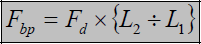 F_bp = F_d × {L_2 ÷ L_1}